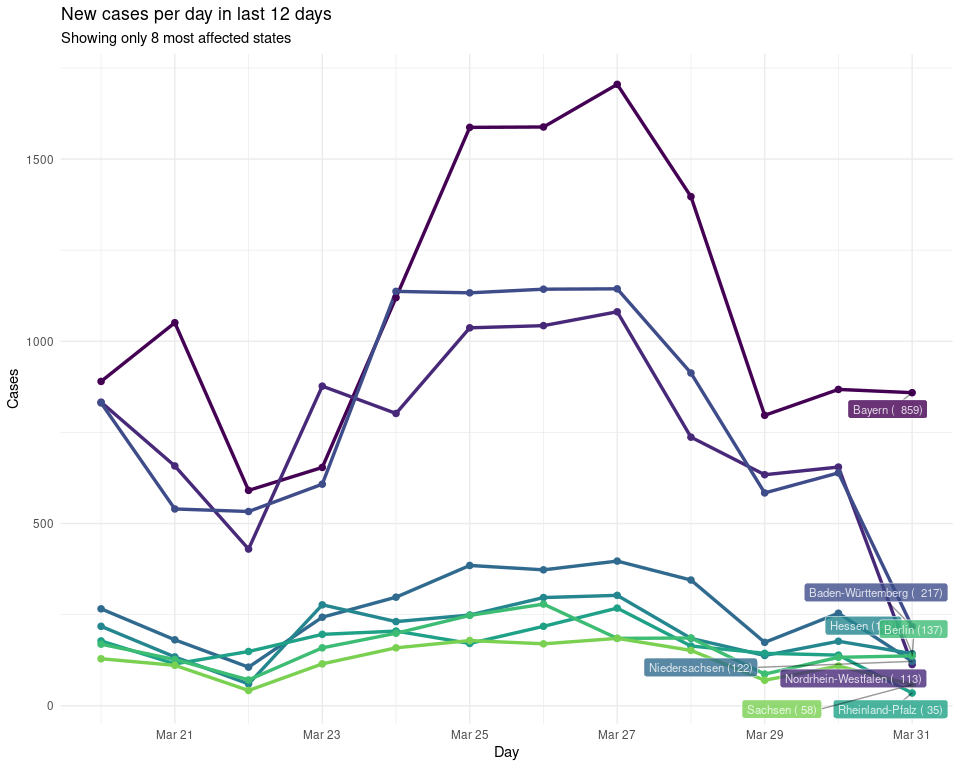 New cases per day in last 12 days
Showing only 8 most affected states
Cases
1500
1000
500
0
Bayern ( 859)
Baden-Württemberg ( 217)
Hessen (
Berlin (137)
Niedersachsen (122)
Nordrhein-Westfalen ( 113)
Sachsen ( 58)
Rheinland-Pfalz ( 35)
Mar 21
Mar 23
Mar 25
Mar 27
Mar 29
Mar 31
Day